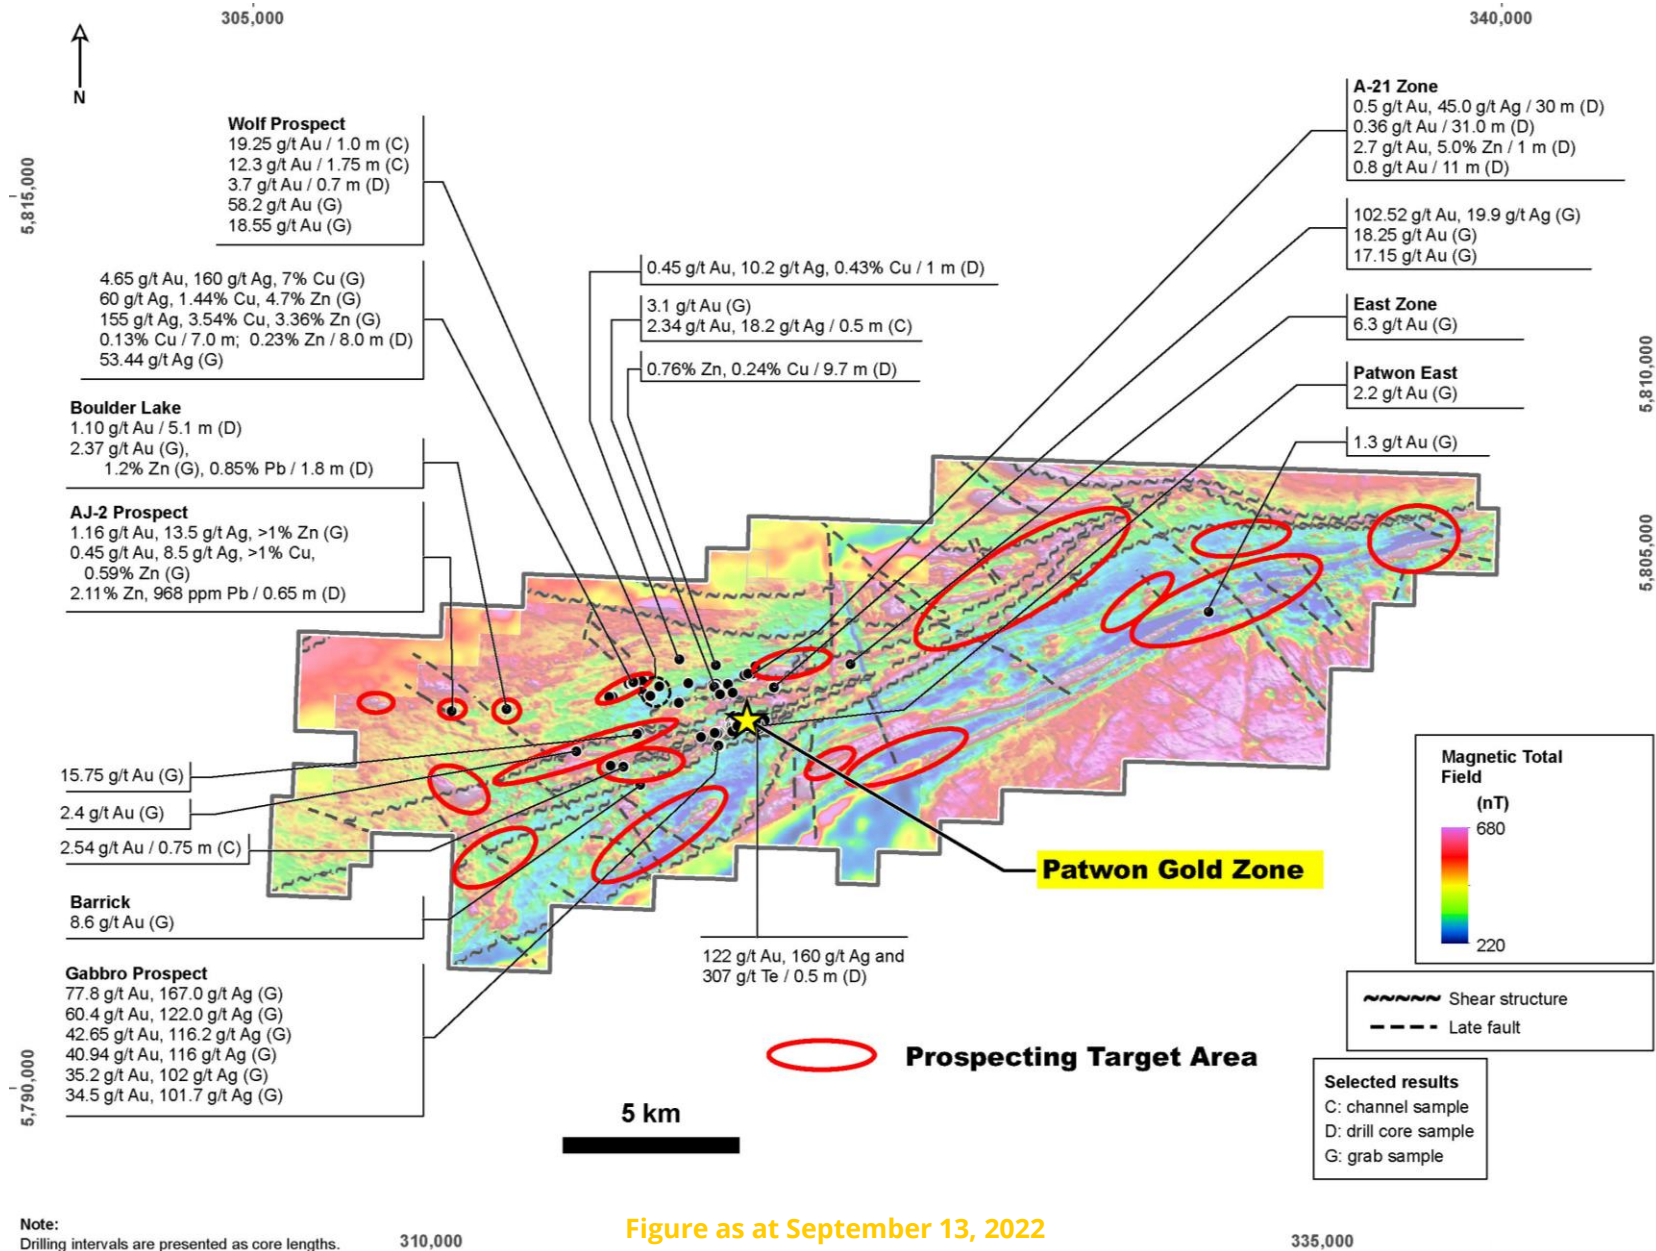 305,000
340,000
N
5,815,000
5,810,000
5,805,000
5,790,000
Wolf Prospect
19.25 g/t Au / 1.0 m (C)
12.3 g/t Au / 1.75 m (C)
3.7 g/t Au / 0.7 m (D)
58.2 g/t Au (G)
18.55 g/t Au (G)
4.65 g/t Au, 160 g/t Ag, 7% Cu (G)
60 g/t Ag, 1.44% Cu, 4.7% Zn (G)
155 g/t Ag, 3.54% Cu, 3.36% Zn (G)
0.13% Cu / 7.0 m; 0.23% Zn / 8.0 m (D)
53.44 g/t Ag (G)
Boulder Lake
1.10 g/t Au / 5.1 m (D)
2.37 g/t Au (G),
1.2% Zn (G), 0.85% Pb / 1.8 m (D)
AJ-2 Prospect
1.16 g/t Au, 13.5 g/t Ag, >1% Zn (G)
0.45 g/t Au, 8.5 g/t Ag, >1% Cu,
0.59% Zn (G)
2.11% Zn, 968 ppm Pb / 0.65 m (D)
0.45 g/t Au, 10.2 g/t Ag, 0.43% Cu / 1 m (D)
3.1 g/t Au (G)
2.34 g/t Au, 18.2 g/t Ag / 0.5 m (C)
0.76% Zn, 0.24% Cu / 9.7 m (D)
A-21 Zone
0.5 g/t Au, 45.0 g/t Ag / 30 m (D)
0.36 g/t Au / 31.0 m (D)
2.7 g/t Au, 5.0% Zn / 1 m (D)
0.8 g/t Au / 11 m (D)
102.52 g/t Au, 19.9 g/t Ag (G)
18.25 g/t Au (G)
17.15 g/t Au (G)
East Zone
6.3 g/t Au (G)
Patwon East
2.2 g/t Au (G)
1.3 g/t Au (G)
15.75 g/t Au (G)
2.4 g/t Au (G)
2.54 g/t Au / 0.75 m (C)
Barrick
8.6 g/t Au (G)
Gabbro Prospect
77.8 g/t Au, 167.0 g/t Ag (G)
60.4 g/t Au, 122.0 g/t Ag (G)
42.65 g/t Au, 116.2 g/t Ag (G)
40.94 g/t Au, 116 g/t Ag (G)
35.2 g/t Au, 102 g/t Ag (G)
34.5 g/t Au, 101.7 g/t Ag (G)
Patwon Gold Zone
122 g/t Au, 160 g/t Ag and
307 g/t Te / 0.5 m (D)
Magnetic Total
Field
(nT)
680
220
Shear structure
Late fault
Prospecting Target Area
5 km
Selected results
C: channel sample
D: drill core sample
G: grab sample
Note:
Drilling intervals are presented as core lengths.
310,000
Figure as at September 13, 2022
335,000